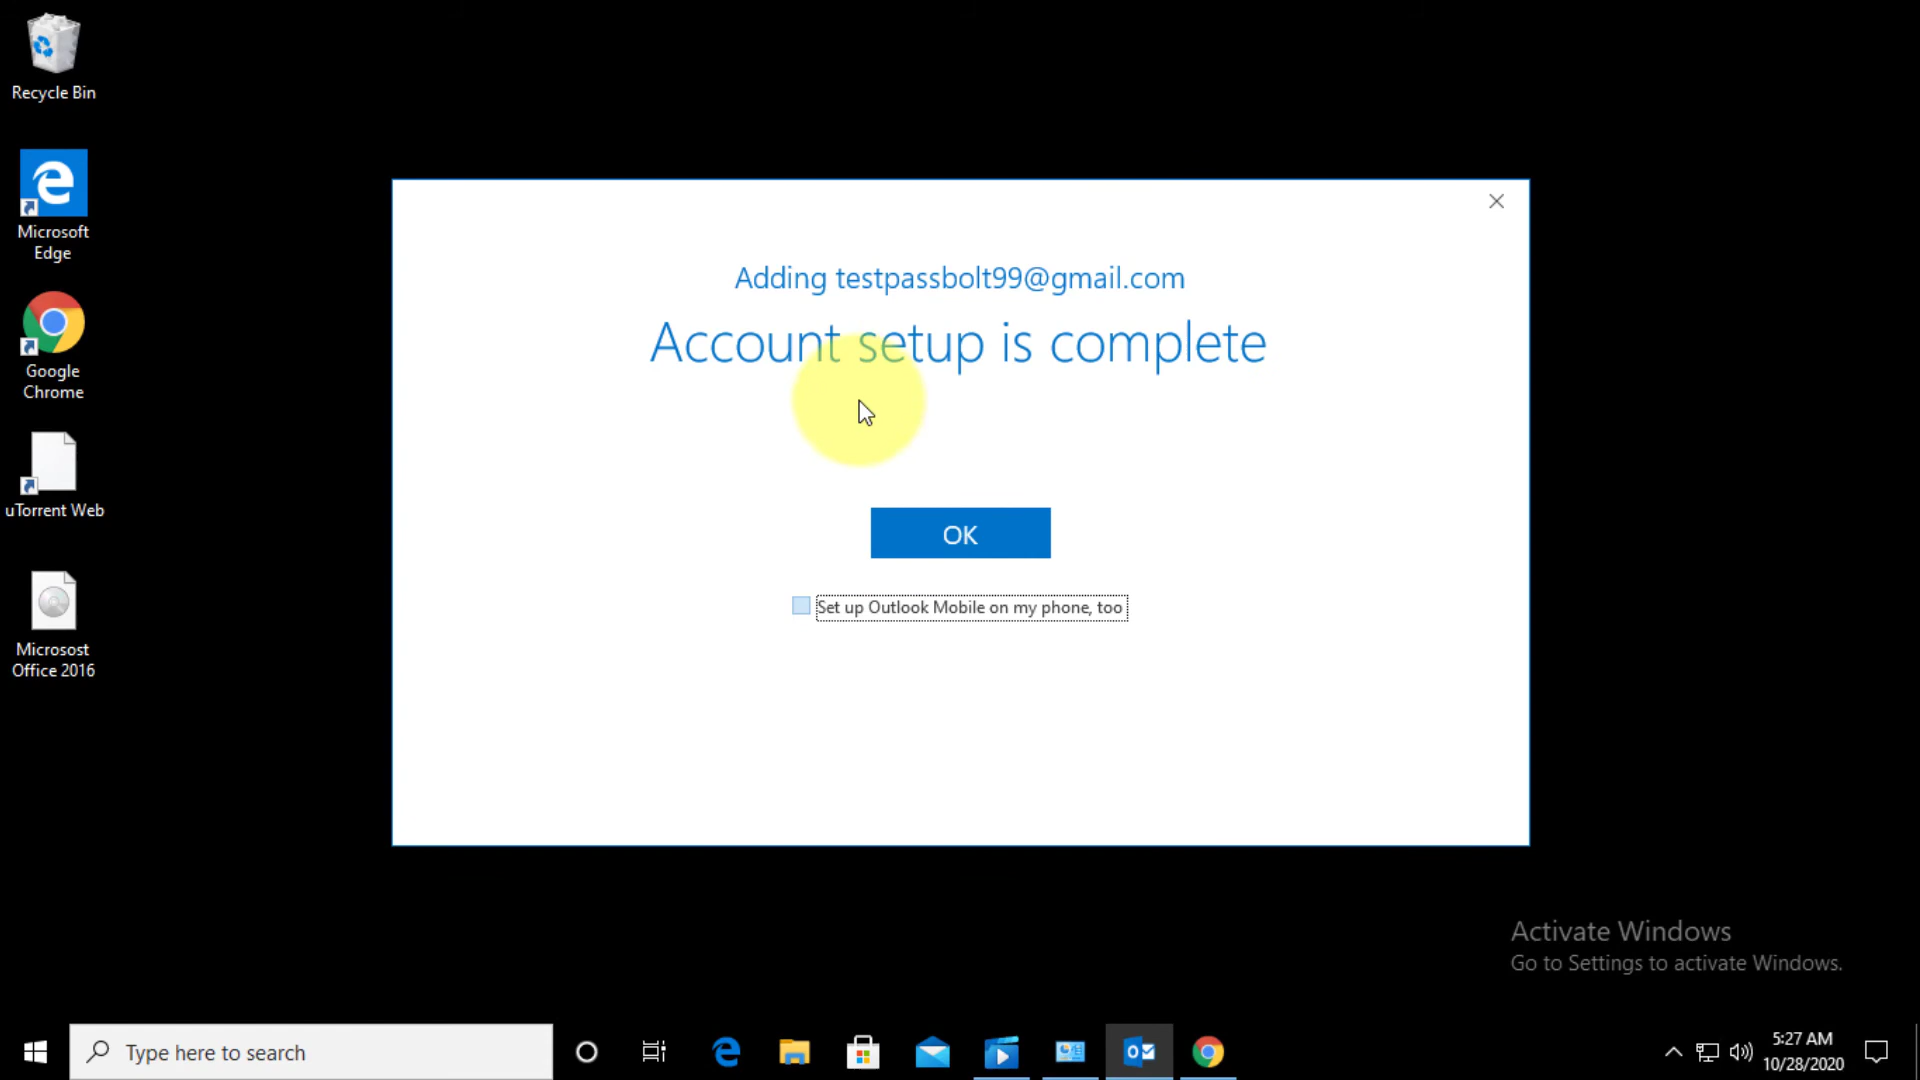 Recycle Bin
Microsoft
Edge
Google
Chrome
uTorrent Web
Microsost
Office 2016
Adding testpassbolt99@gmail.com
Account setup is complete
OK
Set up Outlook Mobile on my phone, too
Activate Windows
Go to Settings to activate Windows.
Type here to search
5:27 AM
10/28/2020